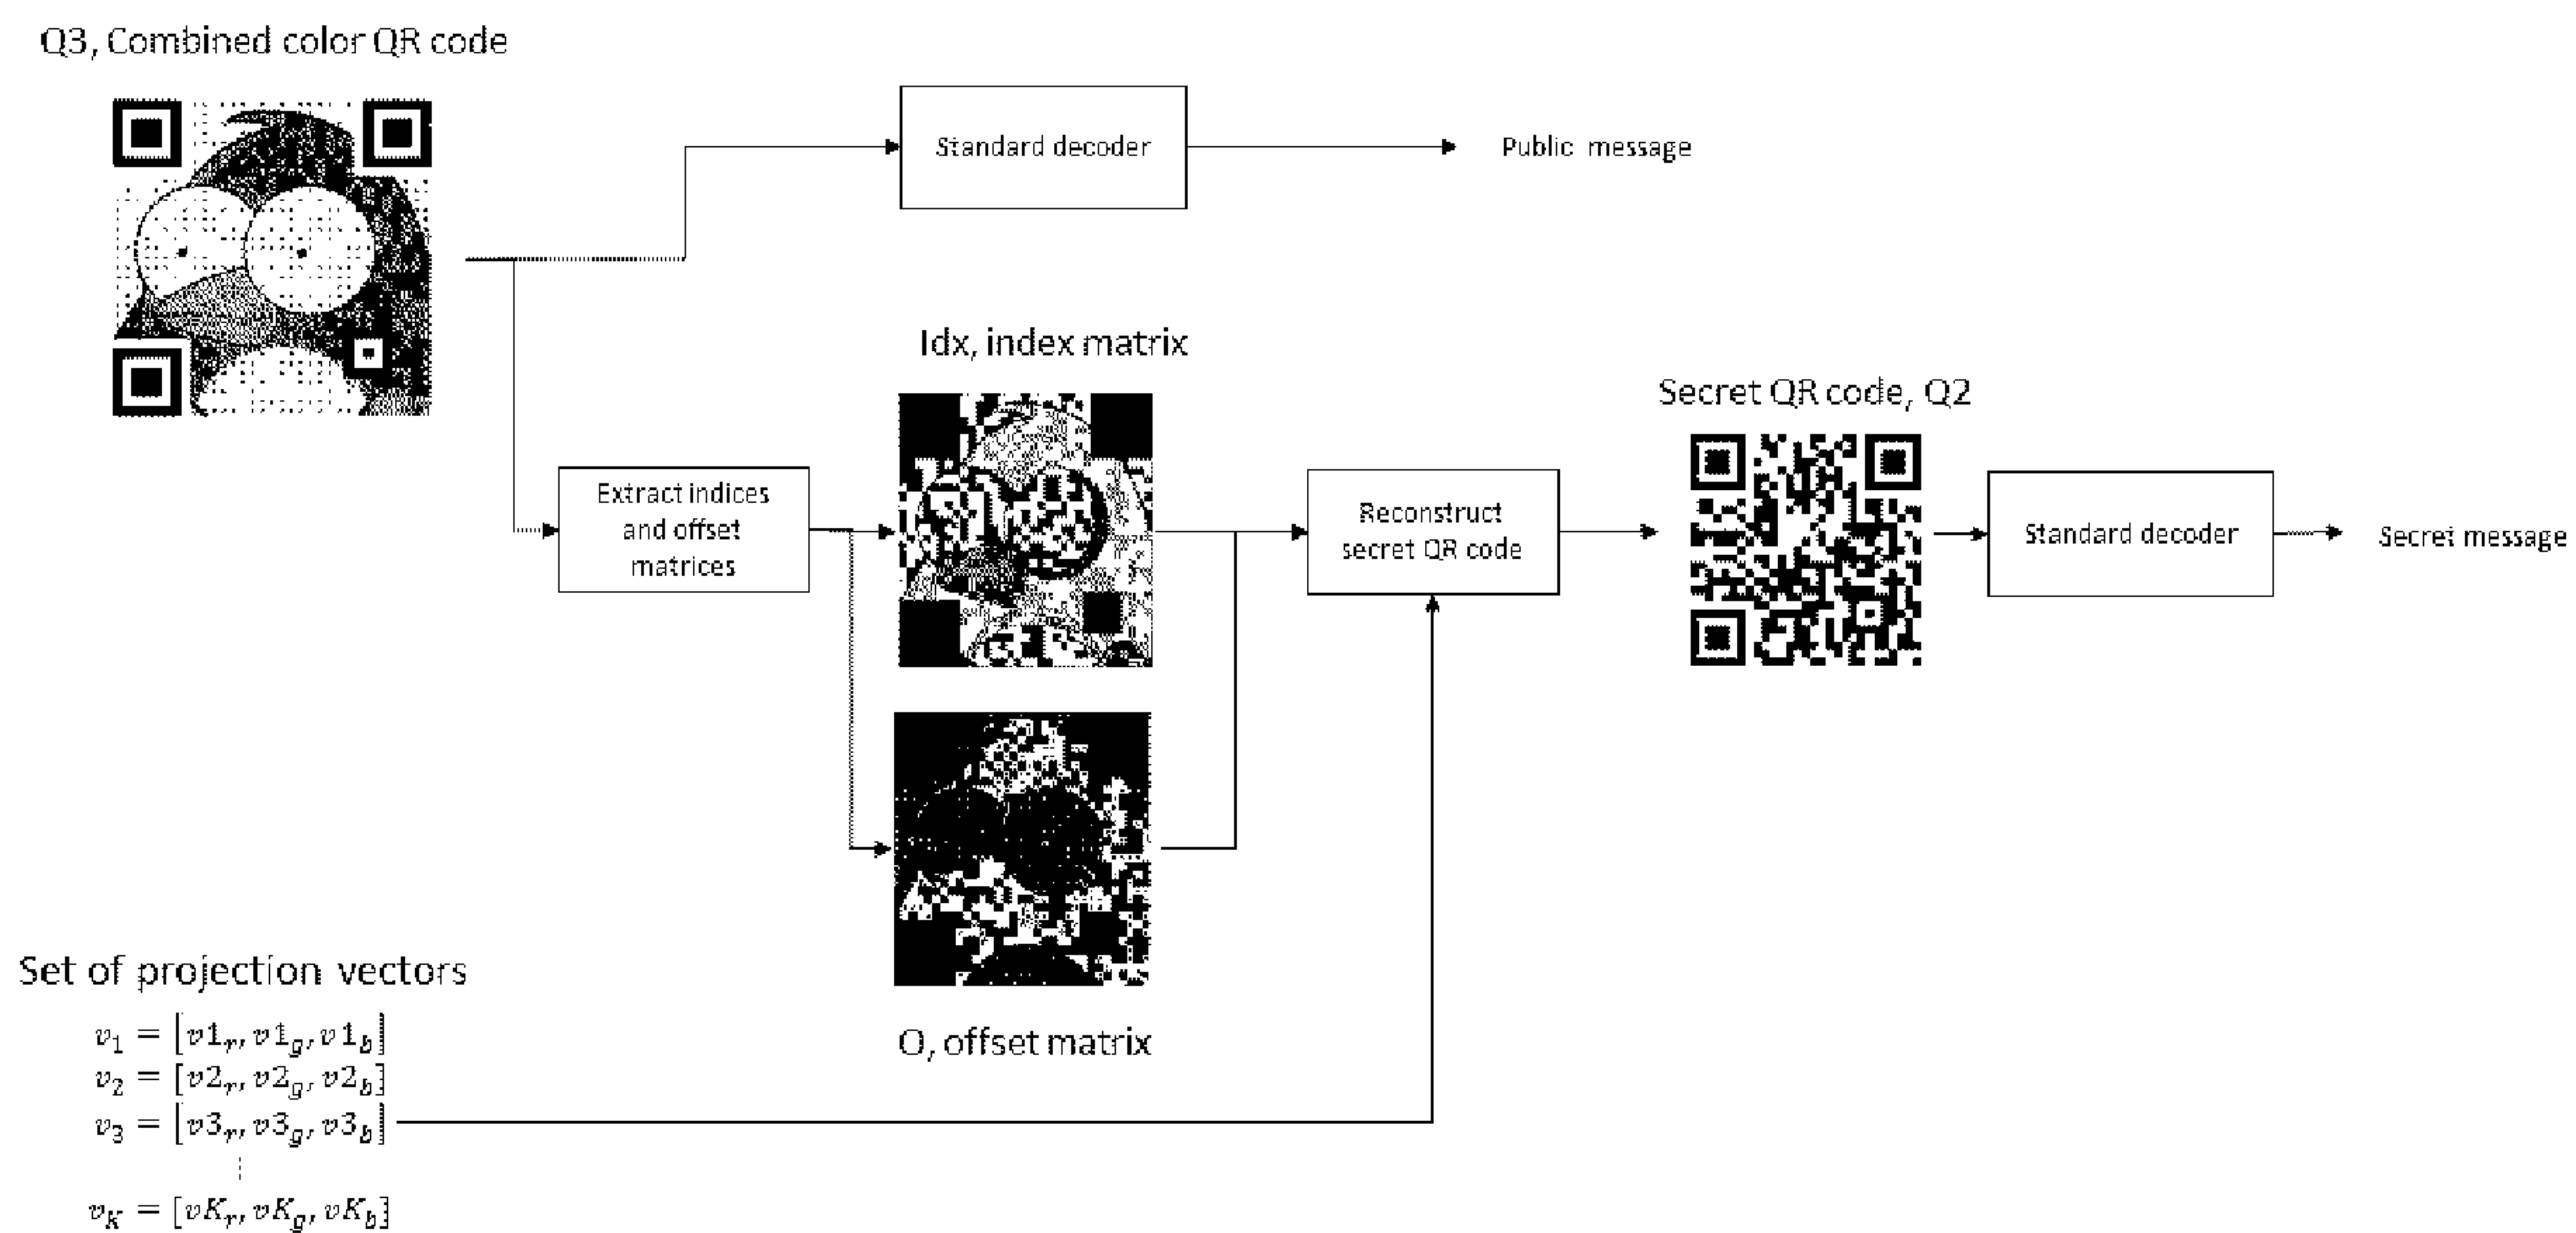 Q3, Combined color QR code
Standard decoder
Public message
Idx, index matrix
Secret QR code, Q2
Extract indices
and offset
matrices
Reconstruct
secret QR code
Standard decoder
Secret message
O, offset matrix
Set of projection vectors
v₁ = [v1ᵣ, v1g, v1b]
v₂ = [v2ᵣ, v2g, v2b]
v₃ = [v3ᵣ, v3g, v3b]
⋮
v_K = [vKᵣ, vKg, vKb]